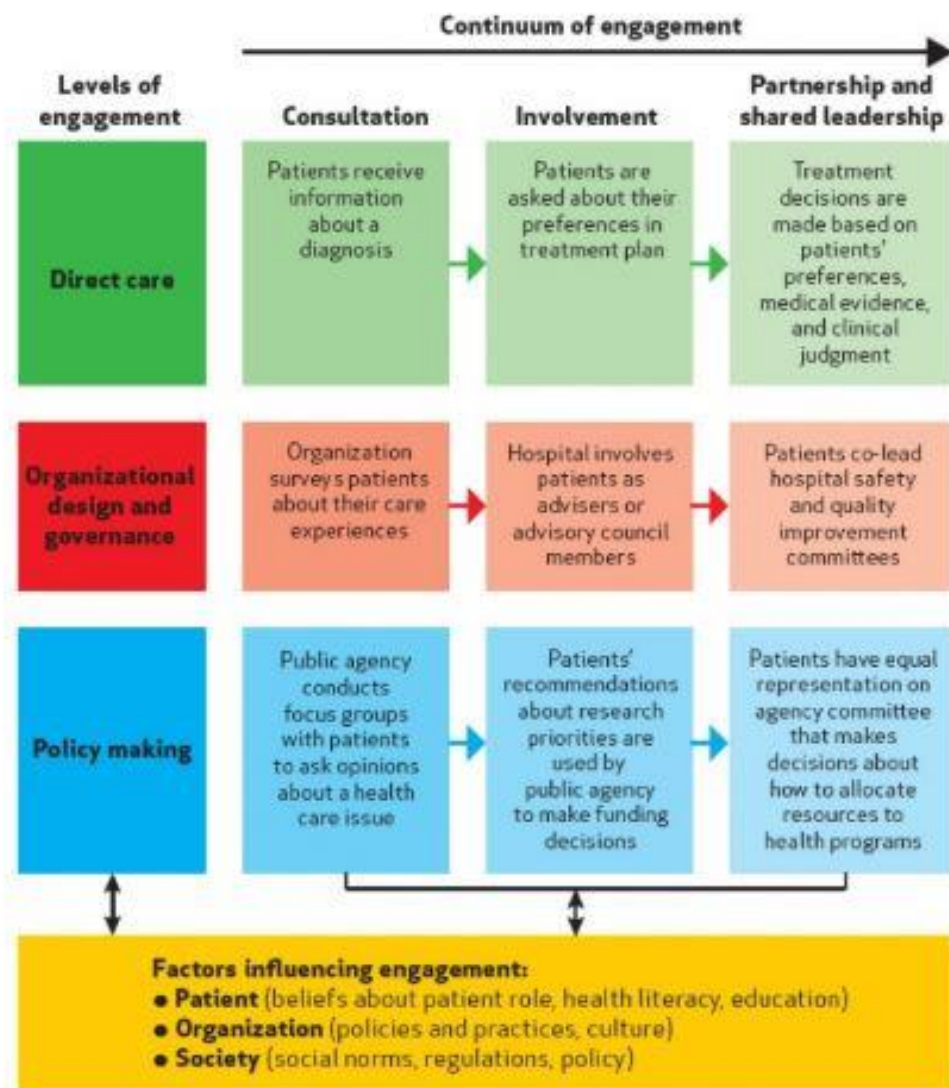 Continuum of engagement
Levels of
engagement
Consultation
Involvement
Partnership and
shared leadership
Direct care
Patients receive
information
about a
diagnosis
Patients are
asked about their
preferences in
treatment plan
Treatment
decisions are
made based on
patients'
preferences,
medical evidence,
and clinical
judgment
Organizational
design and
governance
Organization
surveys patients
about their care
experiences
Hospital involves
patients as
advisers or
advisory council
members
Patients co-lead
hospital safety
and quality
improvement
committees
Policy making
Public agency
conducts
focus groups
with patients
to ask opinions
about a health
care issue
Patients'
recommendations
about research
priorities are
used by
public agency
to make funding
decisions
Patients have equal
representation on
agency committee
that makes
decisions about
how to allocate
resources to
health programs
Factors influencing engagement:
● Patient (beliefs about patient role, health literacy, education)
● Organization (policies and practices, culture)
● Society (social norms, regulations, policy)